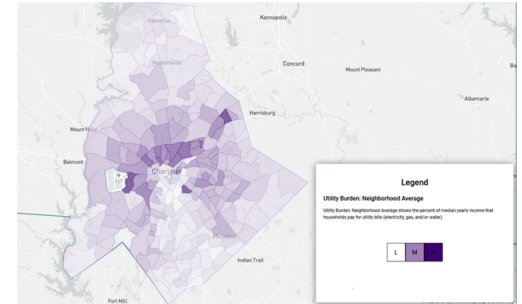 Kannapolis
Concord
Mount Pleasant
Huntersville
Albemarle
Harrisburg
Mount Holly
Belmont
CLT
Charlotte
Indian Trail
Fort Mill
Legend
Utility Burden: Neighborhood Average
Utility Burden: Neighborhood Average shows the percent of median yearly income that
households pay for utility bills (electricity, gas, and/or water).
L M